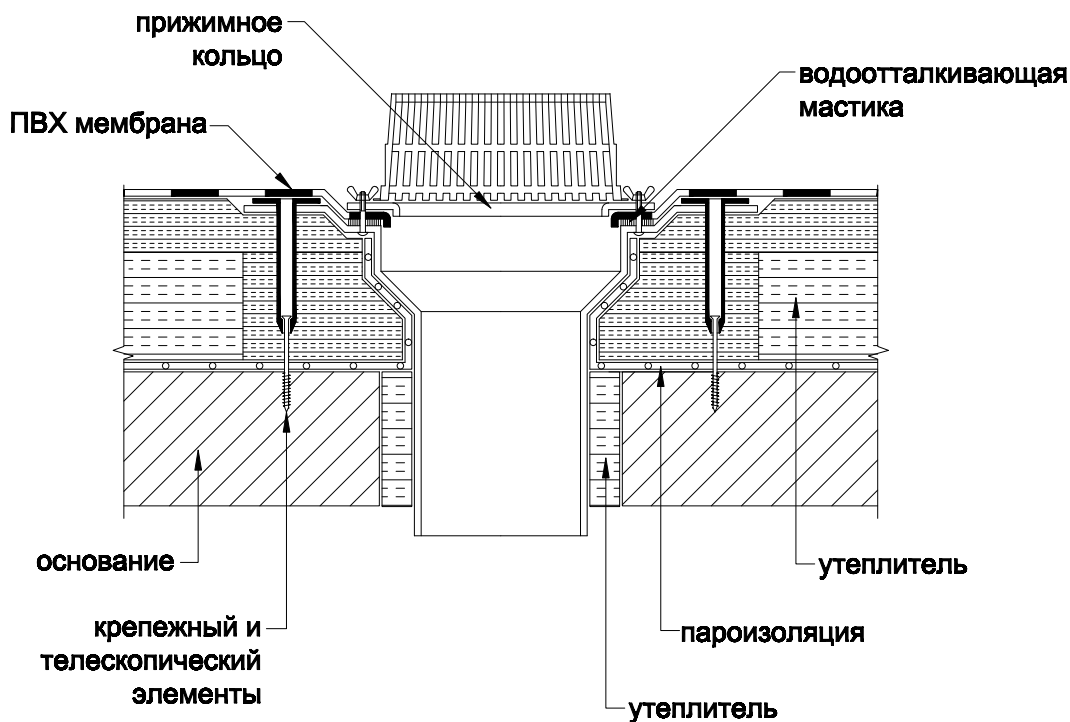 прижимное
кольцо
водоотталкивающая
мастика
ПВХ мембрана
основание
утеплитель
крепежный и
телескопический
элементы
пароизоляция
утеплитель